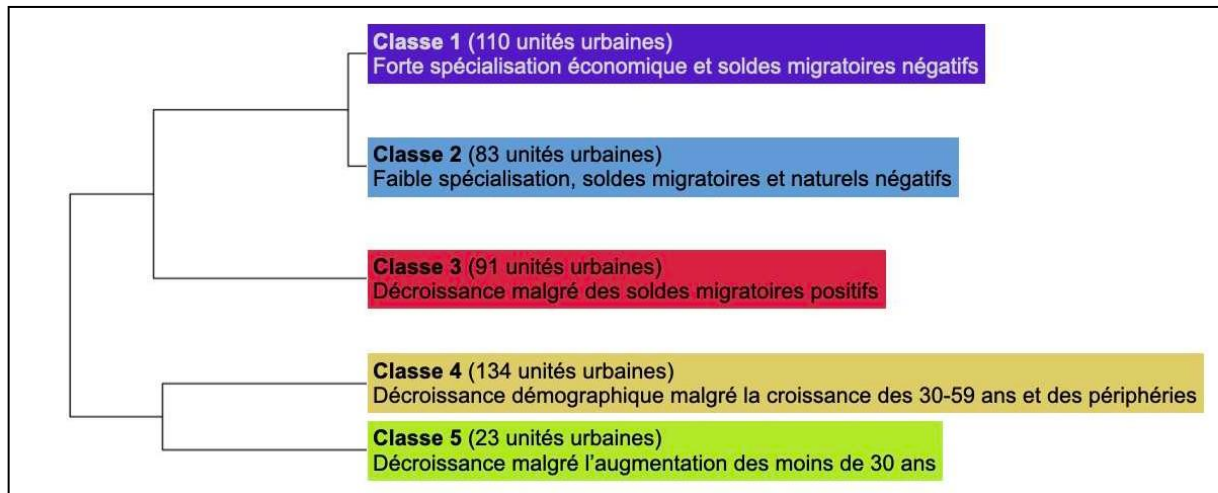 Classe 1 (110 unités urbaines)
Forte spécialisation économique et soldes migratoires négatifs
Classe 2 (83 unités urbaines)
Faible spécialisation, soldes migratoires et naturels négatifs
Classe 3 (91 unités urbaines)
Décroissance malgré des soldes migratoires positifs
Classe 4 (134 unités urbaines)
Décroissance démographique malgré la croissance des 30-59 ans et des périphéries
Classe 5 (23 unités urbaines)
Décroissance malgré l’augmentation des moins de 30 ans